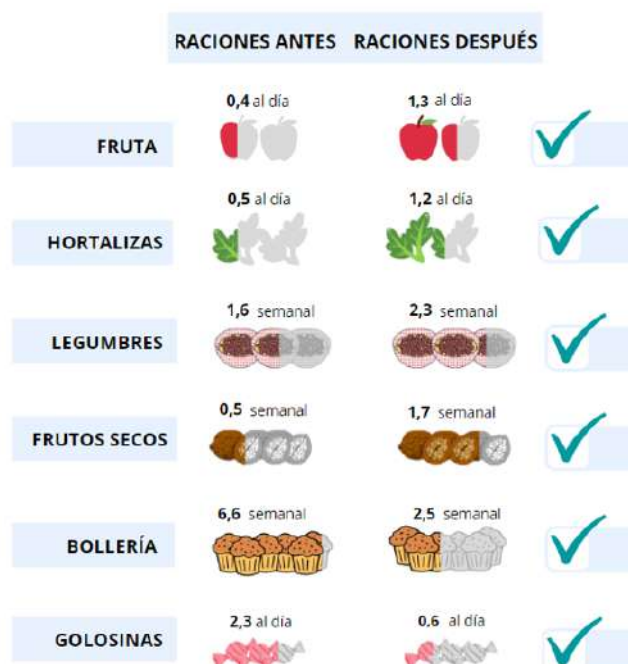 RACIONES ANTES RACIONES DESPUÉS
0,4 al día 1,3 al día
FRUTA
0,5 al día 1,2 al día
HORTALIZAS
1,6 semanal 2,3 semanal
LEGUMBRES
0,5 semanal 1,7 semanal
FRUTOS SECOS
6,6 semanal 2,5 semanal
BOLLERÍA
2,3 al día 0,6 al día
GOLOSINAS